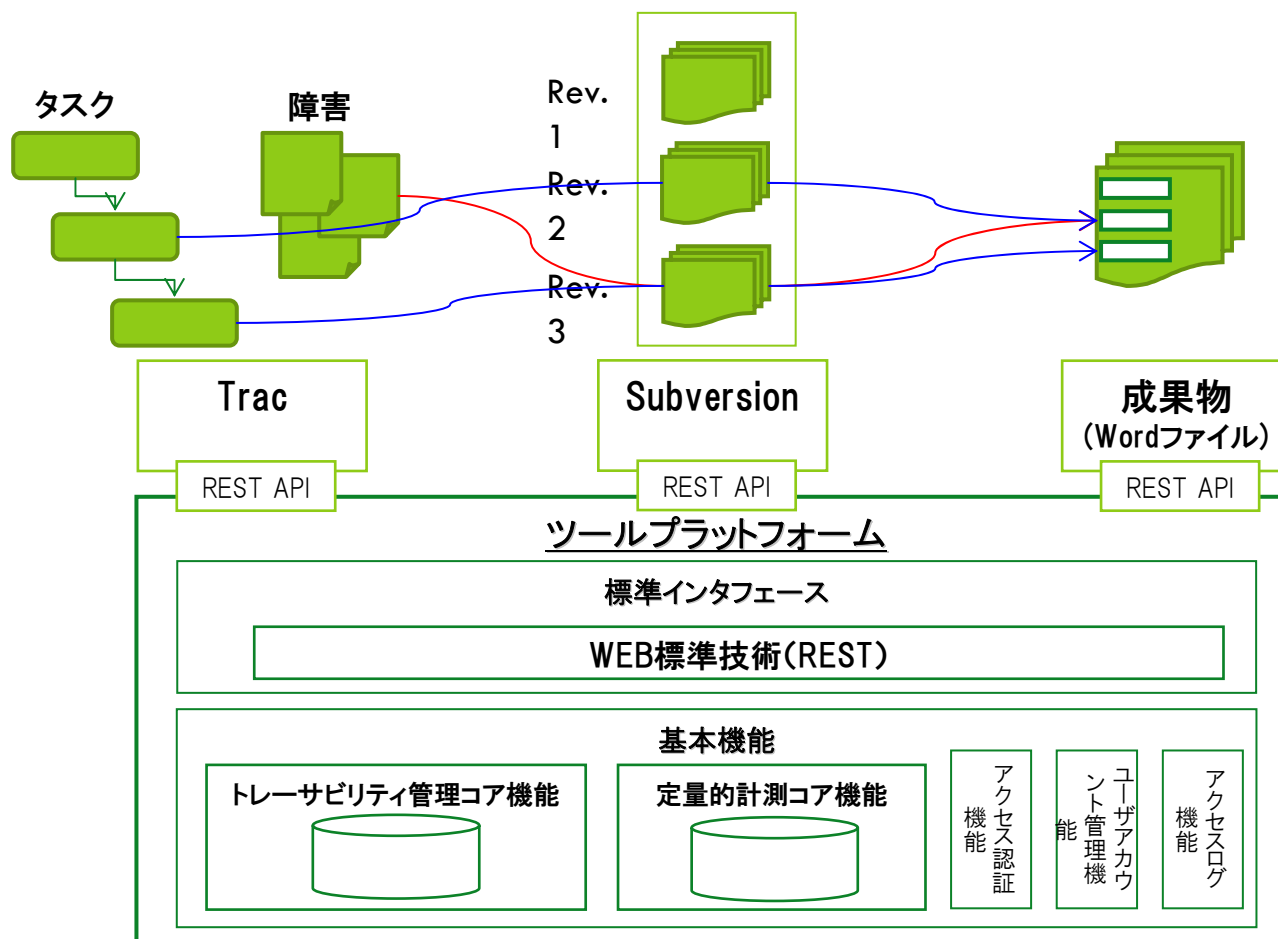 タスク
障害
Rev.
1
Rev.
2
Rev.
3
Trac
Subversion
成果物
(Wordファイル)
REST API
REST API
REST API
ツールプラットフォーム
標準インタフェース
WEB標準技術(REST)
基本機能
トレーサビリティ管理コア機能
定量的計測コア機能
アクセス認証
機能
ユーザアカウ
ント管理機
能
アクセスログ
機能